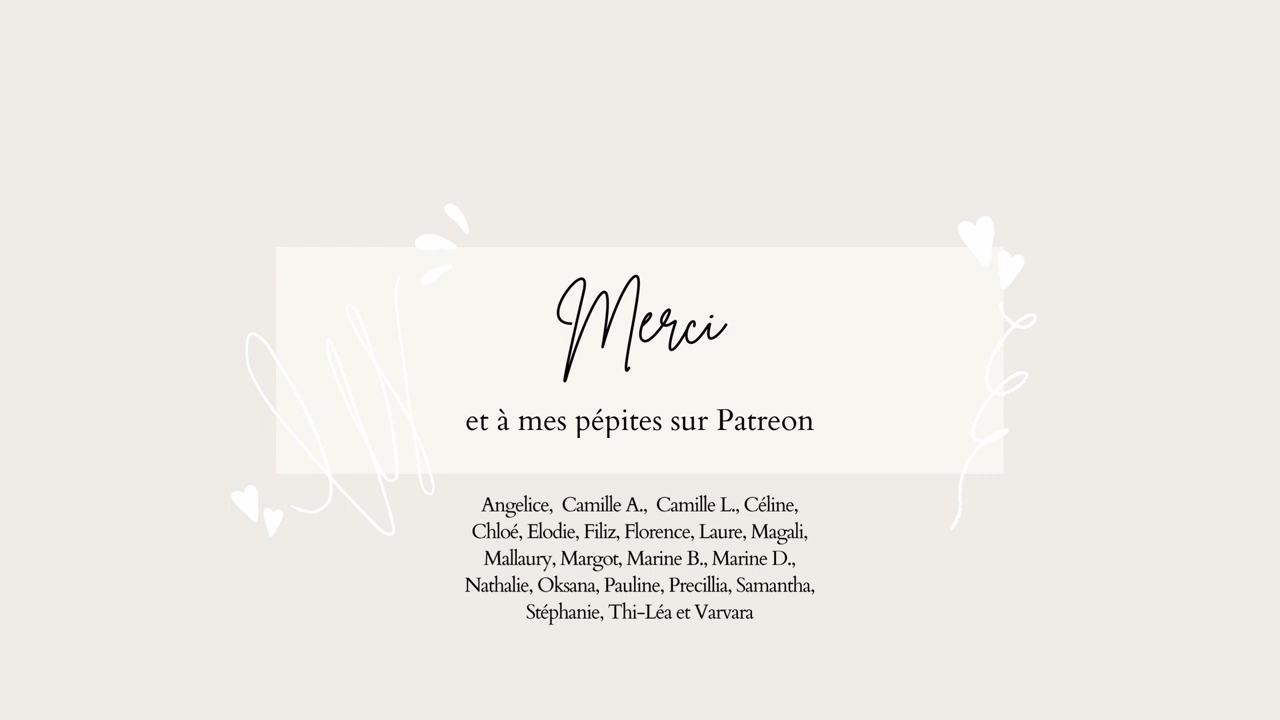 Merci
et à mes pépites sur Patreon
Angelice, Camille A., Camille L., Céline,
Chloé, Elodie, Filiz, Florence, Laure, Magali,
Mallaury, Margot, Marine B., Marine D.,
Nathalie, Oksana, Pauline, Precillia, Samantha,
Stéphanie, Thi-Léa et Varvara